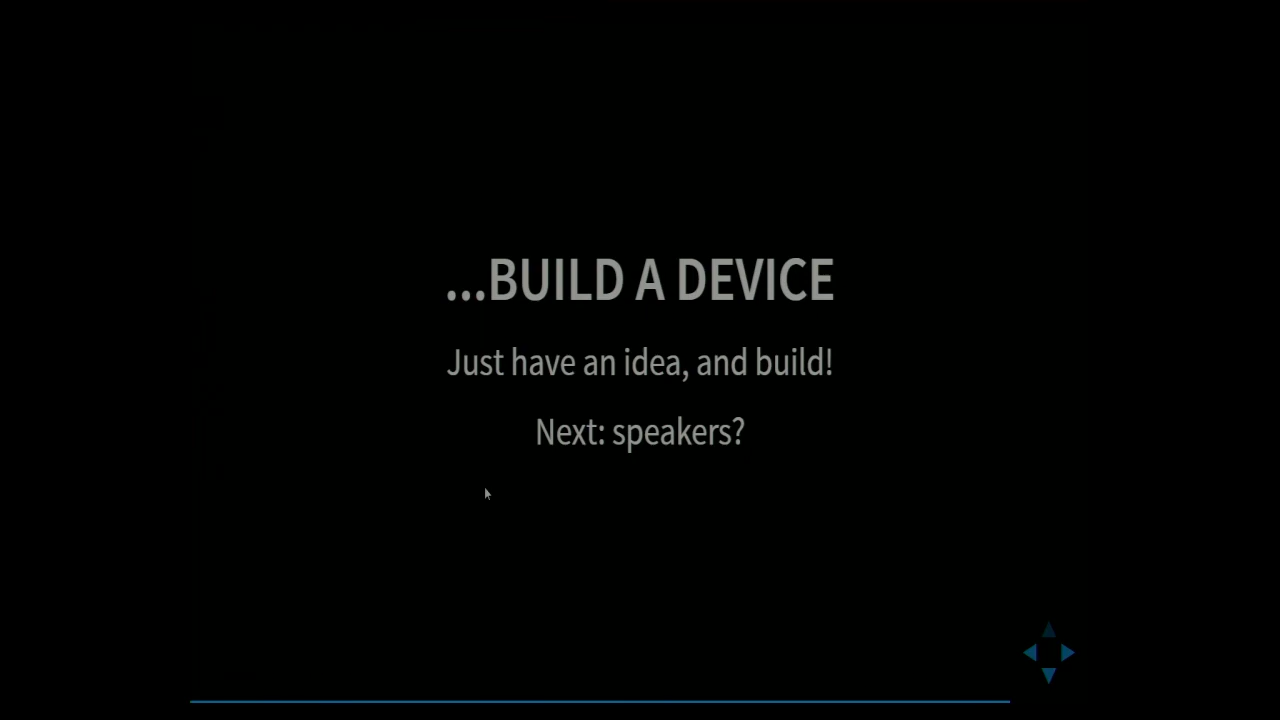 ...BUILD A DEVICE
Just have an idea, and build!
Next: speakers?